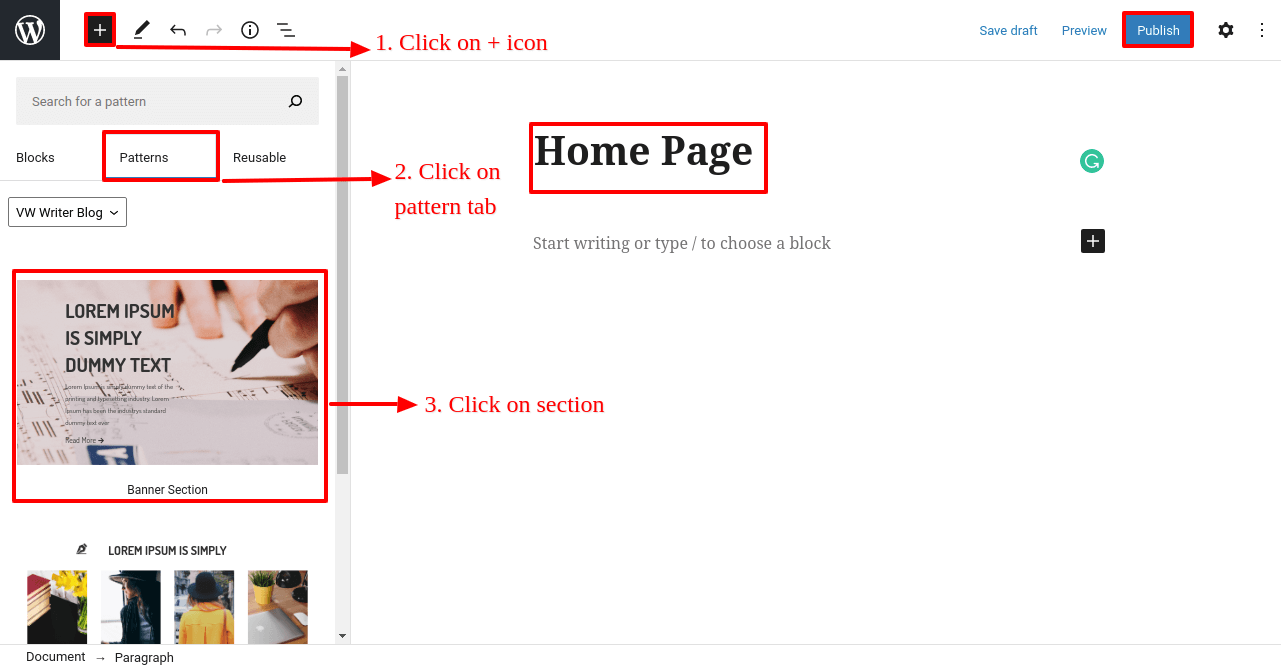 1. Click on + icon
Save draft
Preview
Publish
Search for a pattern
Blocks
Patterns
Reusable
2. Click on
pattern tab
Home Page
VW Writer Blog
Start writing or type / to choose a block
LOREM IPSUM
IS SIMPLY
DUMMY TEXT
Lorem Ipsum is simply dummy text of the
printing and typesetting industry. Lorem
Ipsum has been the industrys standard
dummy text ever
Read More →
Banner Section
3. Click on section
LOREM IPSUM IS SIMPLY
Document → Paragraph